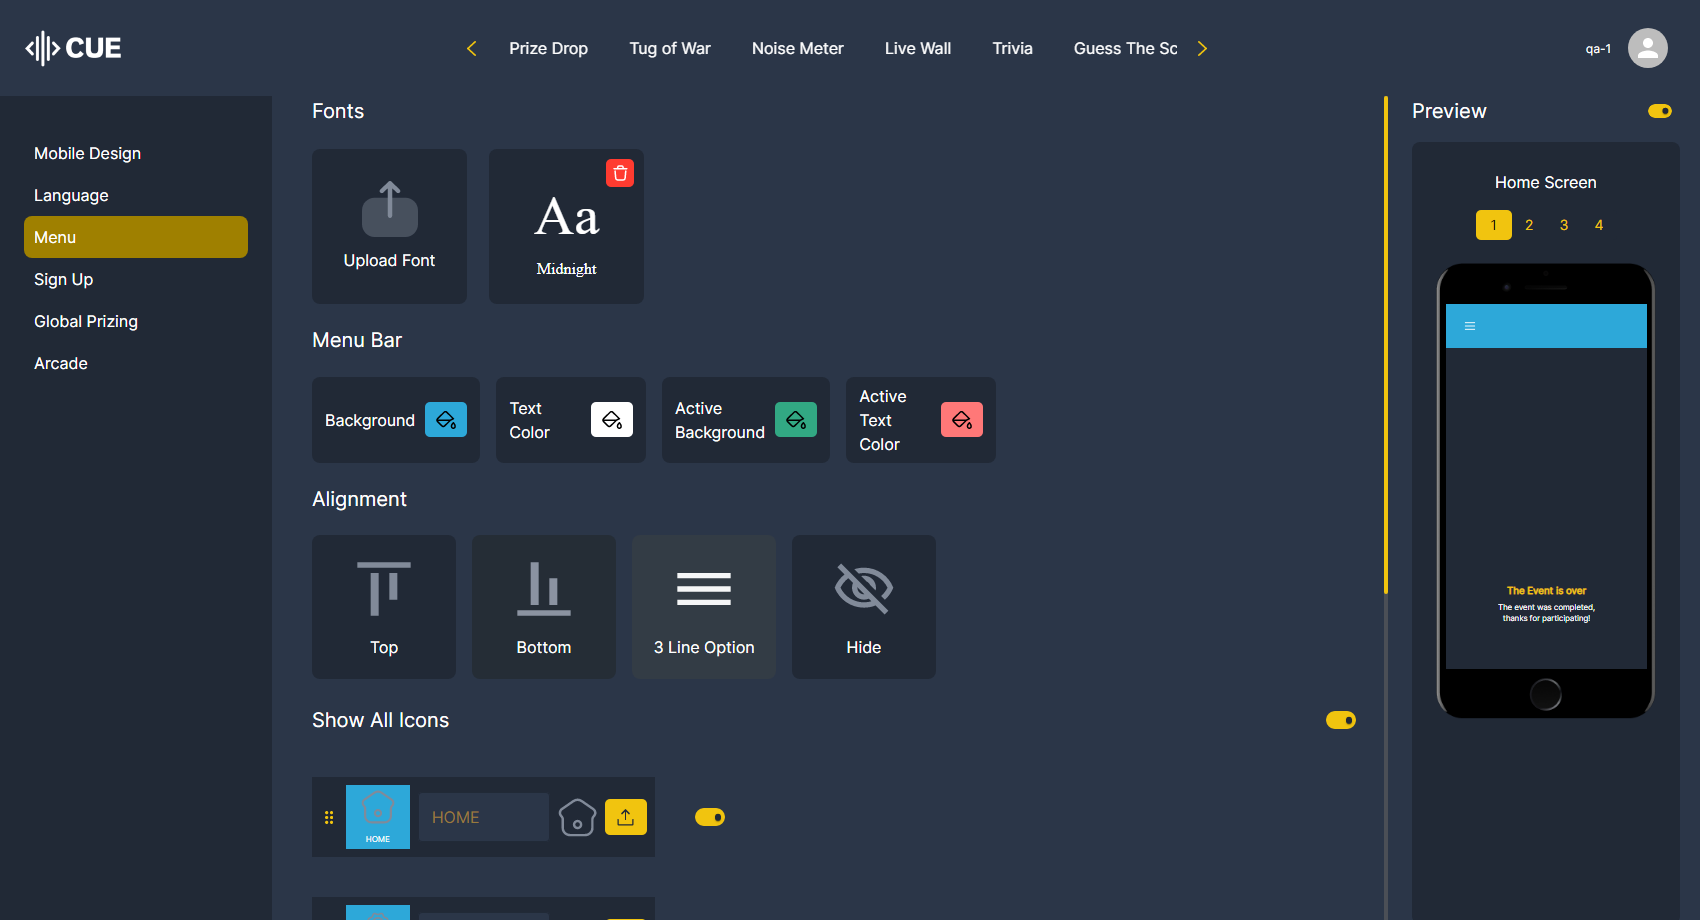 CUE
Prize Drop
Tug of War
Noise Meter
Live Wall
Trivia
Guess The Sc
qa-1
Mobile Design
Language
Menu
Sign Up
Global Prizing
Arcade
Fonts
Upload Font
Aa
Midnight
Menu Bar
Background
Text
Color
Active
Background
Active
Text
Color
Alignment
Top
Bottom
3 Line Option
Hide
Show All Icons
HOME
HOME
Preview
Home Screen
1 2 3 4
The Event is over
The event was completed,
thanks for participating!